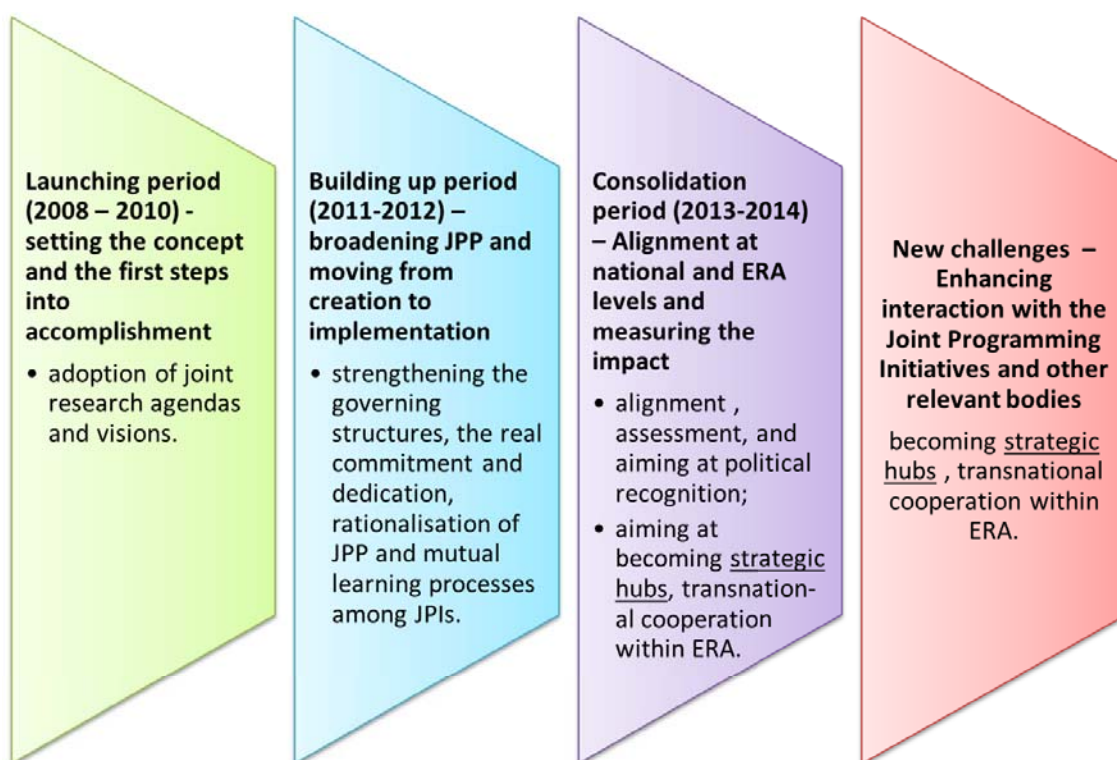 Launching period
(2008 – 2010) -
setting the concept
and the first steps
into
accomplishment
• adoption of joint
research agendas
and visions.
Building up period
(2011-2012) –
broadening JPP and
moving from
creation to
implementation
• strengthening the
governing
structures, the real
commitment and
dedication,
rationalisation of
JPP and mutual
learning processes
among JPIs.
Consolidation
period (2013-2014)
– Alignment at
national and ERA
levels and
measuring the
impact
• alignment ,
assessment, and
aiming at political
recognition;
• aiming at
becoming strategic
hubs, transnation-
al cooperation
within ERA.
New challenges –
Enhancing
interaction with the
Joint Programming
Initiatives and other
relevant bodies
becoming strategic
hubs , transnational
cooperation within
ERA.